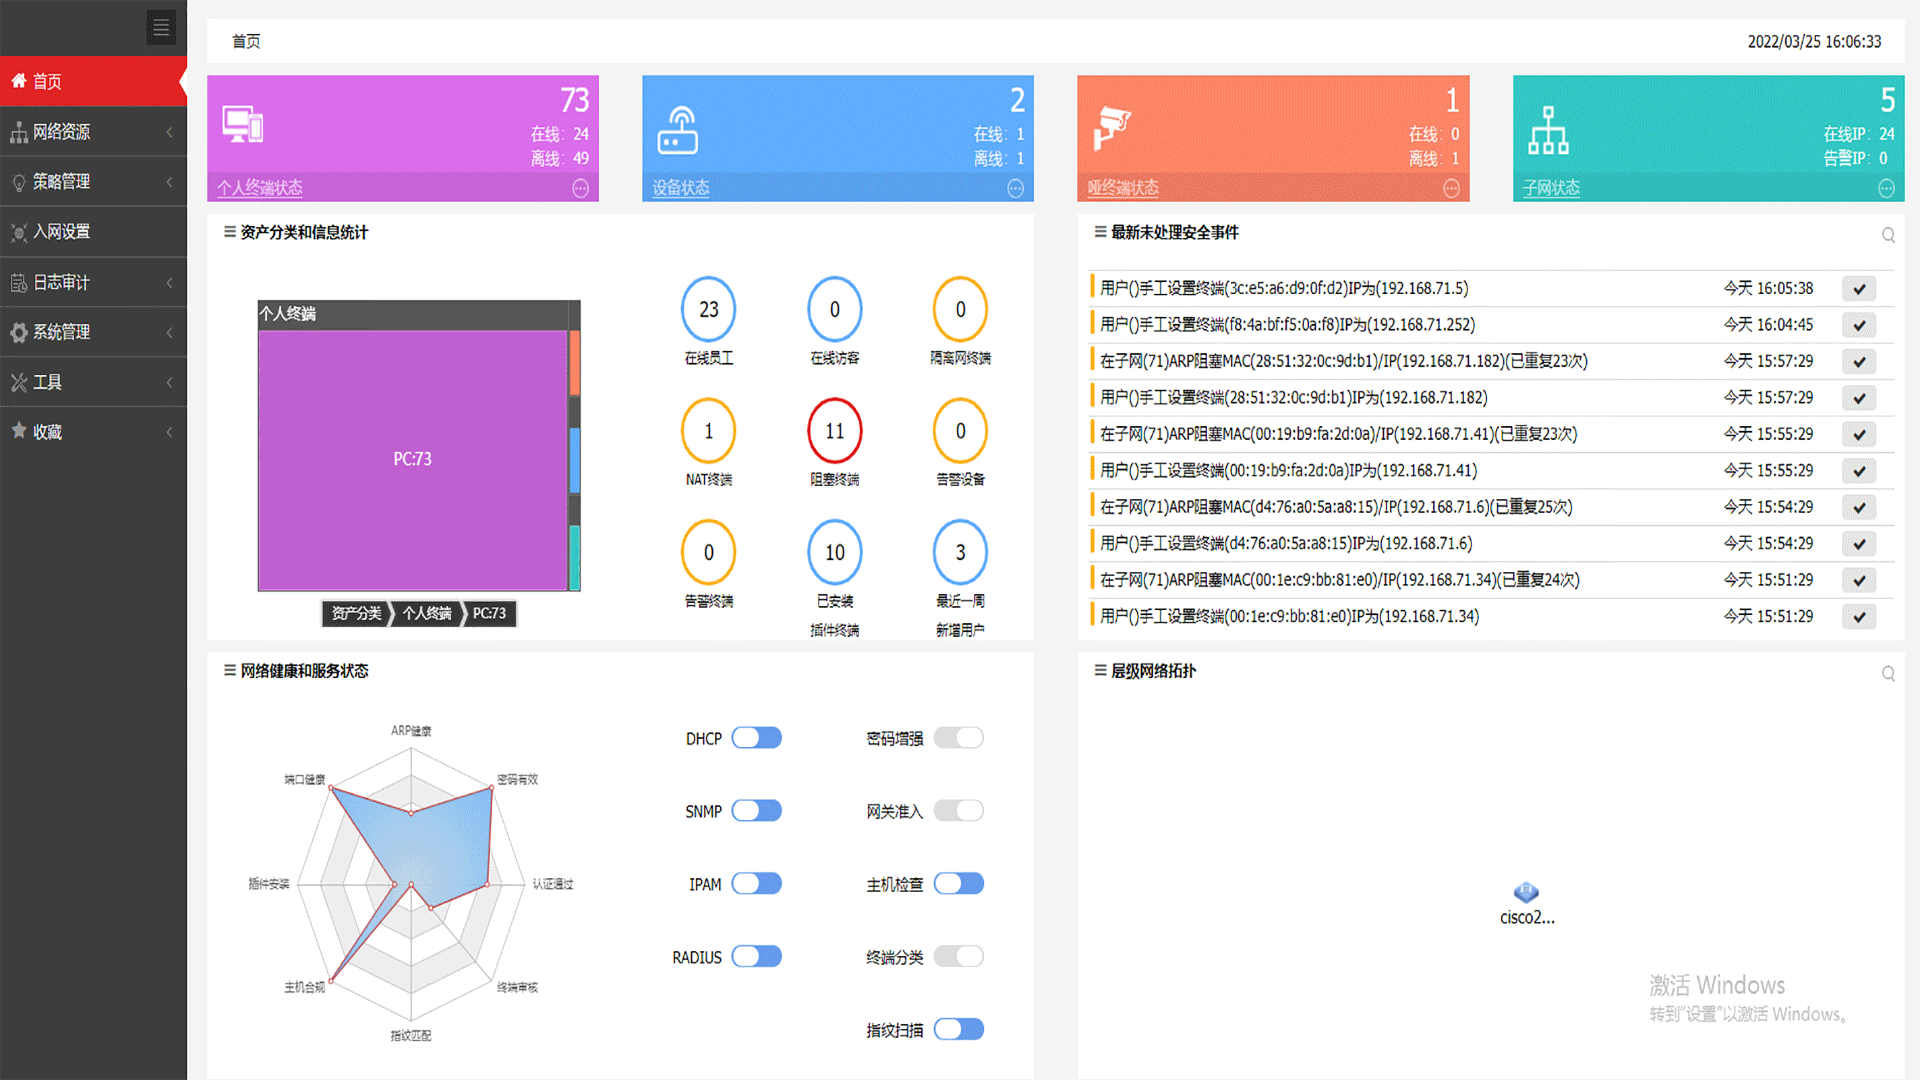 首页
2022/03/25 16:06:33
首页
网络资源
策略管理
入网设置
日志审计
系统管理
工具
收藏
73
在线: 24
离线: 49
个人终端状态
2
在线: 1
离线: 1
设备状态
1
在线: 0
离线: 1
哑终端状态
5
在线IP: 24
告警IP: 0
子网状态
资产分类和信息统计
个人终端
PC:73
资产分类 个人终端 PC:73
23
在线员工
0
在线访客
0
隔离网终端
1
NAT终端
11
阻塞终端
0
告警设备
0
告警终端
10
已安装
插件终端
3
最近一周
新增用户
最新未处理安全事件
用户()手工设置终端(3c:e5:a6:d9:0f:d2)IP为(192.168.71.5) 今天 16:05:38
用户()手工设置终端(f8:4a:bf:f5:0a:f8)IP为(192.168.71.252) 今天 16:04:45
在子网(71)ARP阻塞MAC(28:51:32:0c:9d:b1)/IP(192.168.71.182)(已重复23次) 今天 15:57:29
用户()手工设置终端(28:51:32:0c:9d:b1)IP为(192.168.71.182) 今天 15:57:29
在子网(71)ARP阻塞MAC(00:19:b9:fa:2d:0a)/IP(192.168.71.41)(已重复23次) 今天 15:55:29
用户()手工设置终端(00:19:b9:fa:2d:0a)IP为(192.168.71.41) 今天 15:55:29
在子网(71)ARP阻塞MAC(d4:76:a0:5a:a8:15)/IP(192.168.71.6)(已重复25次) 今天 15:54:29
用户()手工设置终端(d4:76:a0:5a:a8:15)IP为(192.168.71.6) 今天 15:54:29
在子网(71)ARP阻塞MAC(00:1e:c9:bb:81:e0)/IP(192.168.71.34)(已重复24次) 今天 15:51:29
用户()手工设置终端(00:1e:c9:bb:81:e0)IP为(192.168.71.34) 今天 15:51:29
网络健康和服务状态
ARP健康
密码有效
认证通过
终端审核
指纹匹配
主机合规
插件安装
端口健康
DHCP
密码增强
SNMP
网关准入
IPAM
主机检查
RADIUS
终端分类
指纹扫描
层级网络拓扑
cisco2...
激活 Windows
转到“设置”以激活 Windows。